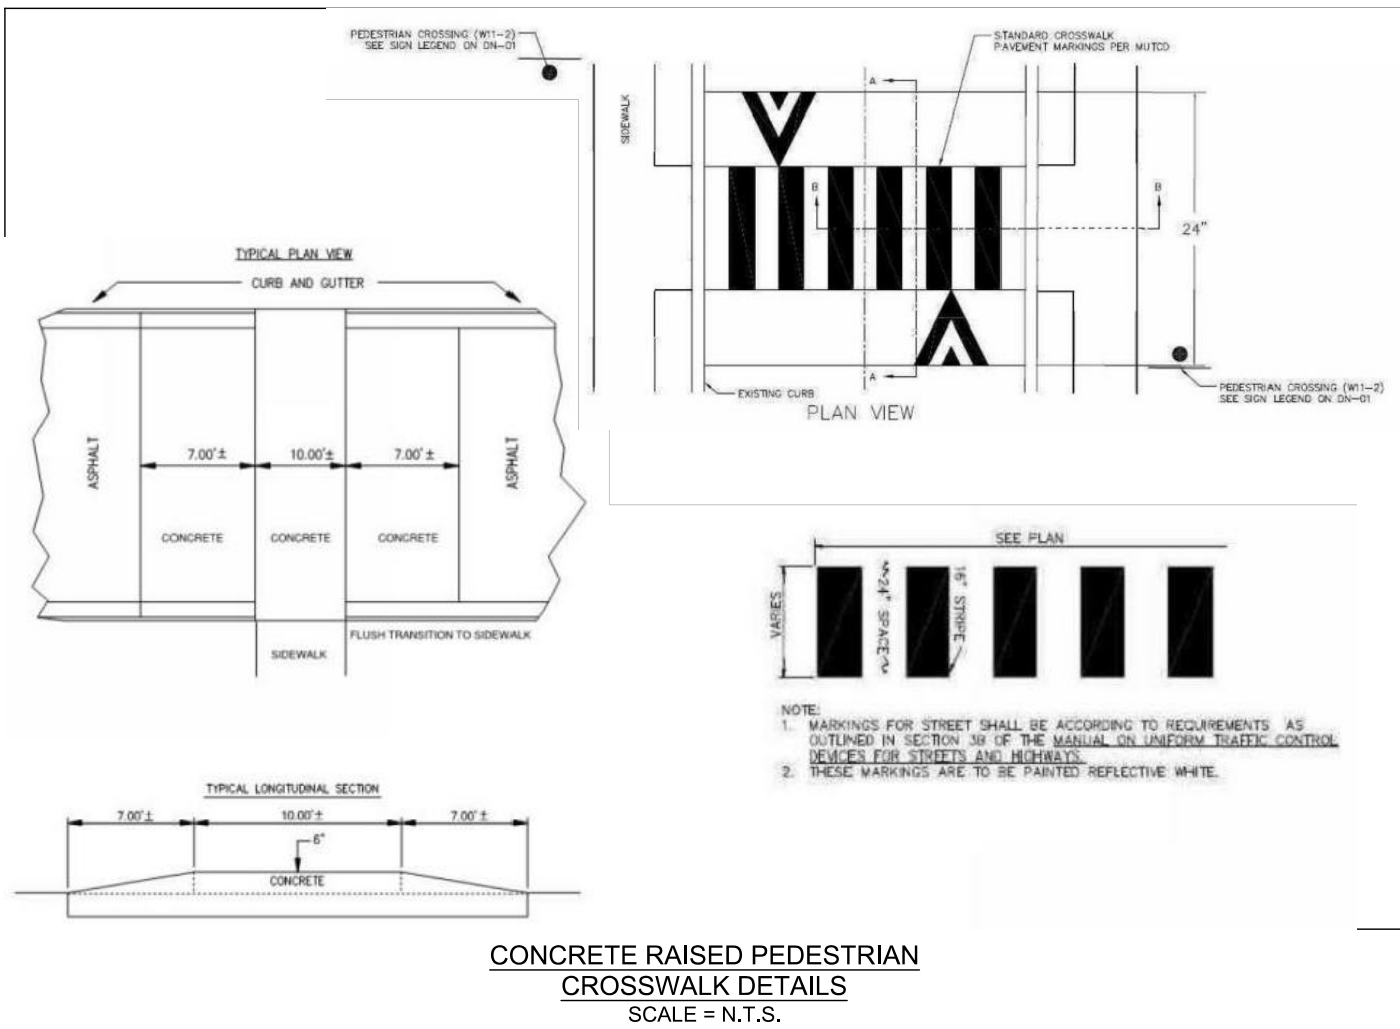 PEDESTRIAN CROSSING (W11-2)
SEE SIGN LEGEND ON DN-01
STANDARD CROSSWALK
PAVEMENT MARKINGS PER MUTCD
A
SIDEWALK
B
B
24"
A
EXISTING CURB
PLAN VIEW
PEDESTRIAN CROSSING (W11-2)
SEE SIGN LEGEND ON DN-01
TYPICAL PLAN VIEW
CURB AND GUTTER
ASPHALT
7.00'±
10.00'±
7.00'±
ASPHALT
CONCRETE
CONCRETE
CONCRETE
FLUSH TRANSITION TO SIDEWALK
SIDEWALK
SEE PLAN
VARIES
24" SPACE
16" STRIPE
NOTE:
1. MARKINGS FOR STREET SHALL BE ACCORDING TO REQUIREMENTS AS
OUTLINED IN SECTION 3B OF THE MANUAL ON UNIFORM TRAFFIC CONTROL
DEVICES FOR STREETS AND HIGHWAYS.
2. THESE MARKINGS ARE TO BE PAINTED REFLECTIVE WHITE.
TYPICAL LONGITUDINAL SECTION
7.00'±
10.00'±
7.00'±
6"
CONCRETE
CONCRETE RAISED PEDESTRIAN
CROSSWALK DETAILS
SCALE = N.T.S.